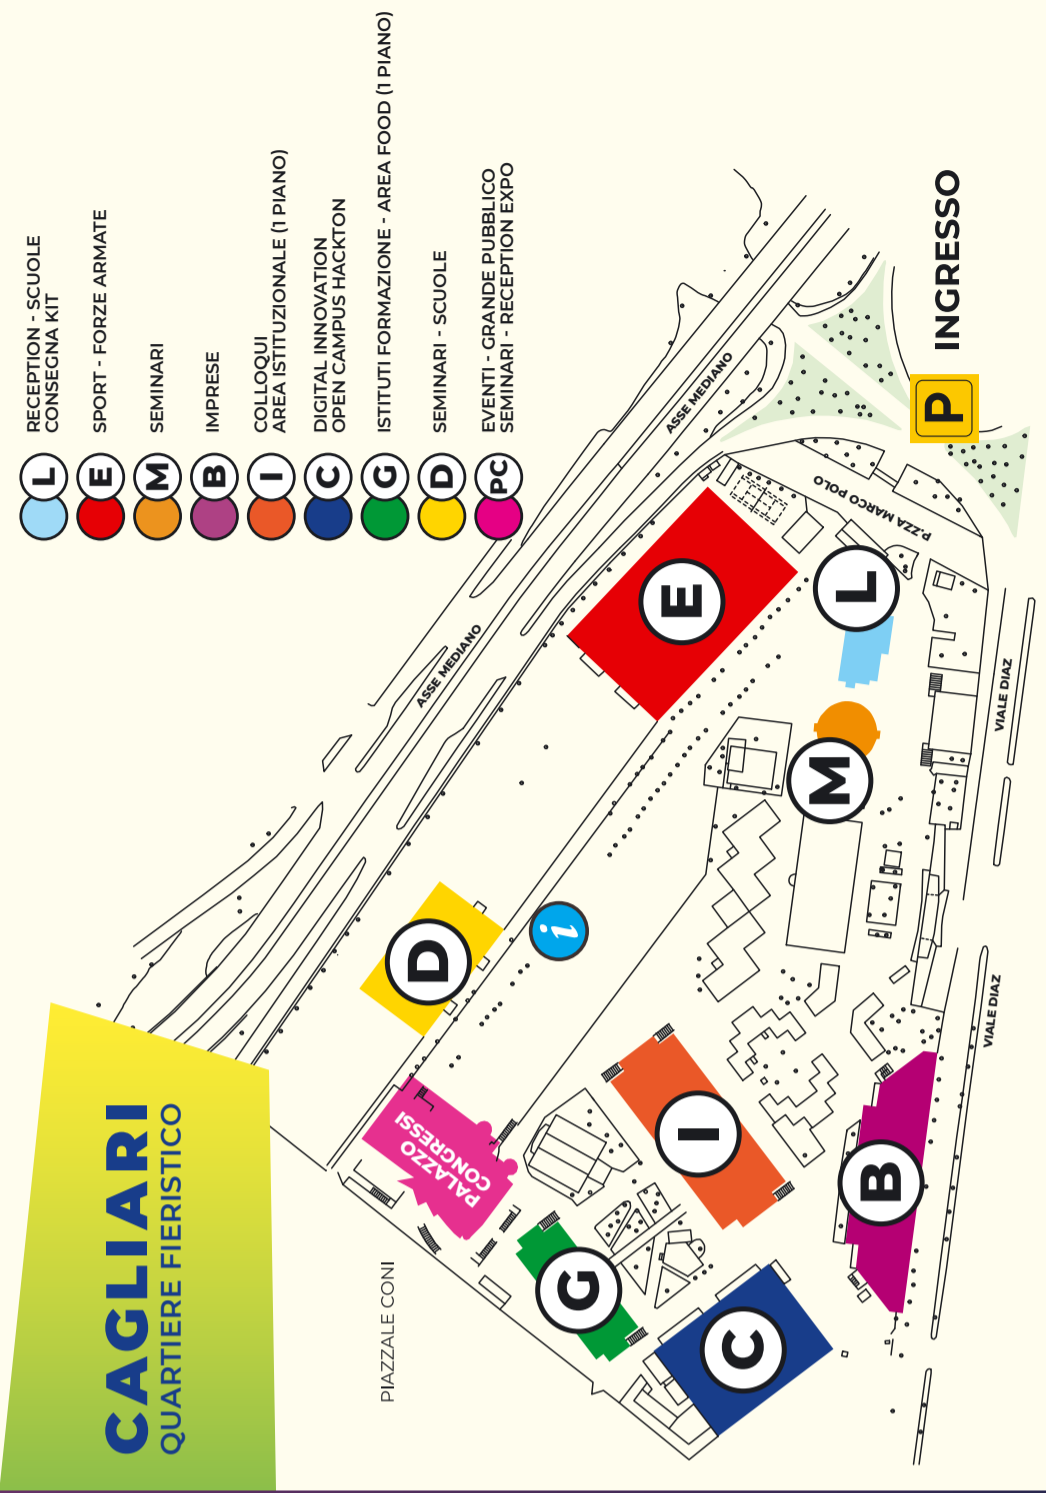 CAGLIARI
QUARTIERE FIERISTICO
L
RECEPTION - SCUOLE
CONSEGNA KIT
E
SPORT - FORZE ARMATE
M
SEMINARI
B
IMPRESE
I
COLLOQUI
AREA ISTITUZIONALE (1 PIANO)
C
DIGITAL INNOVATION
OPEN CAMPUS HACKTON
G
ISTITUTI FORMAZIONE - AREA FOOD (1 PIANO)
D
SEMINARI - SCUOLE
PC
EVENTI - GRANDE PUBBLICO
SEMINARI - RECEPTION EXPO
PIAZZALE CONI
PALAZZO
CONGRESSI
D
i
ASSE MEDIANO
ASSE MEDIANO
E
G
I
C
B
M
L
P.ZZA MARCO POLO
P
INGRESSO
VIALE DIAZ
VIALE DIAZ